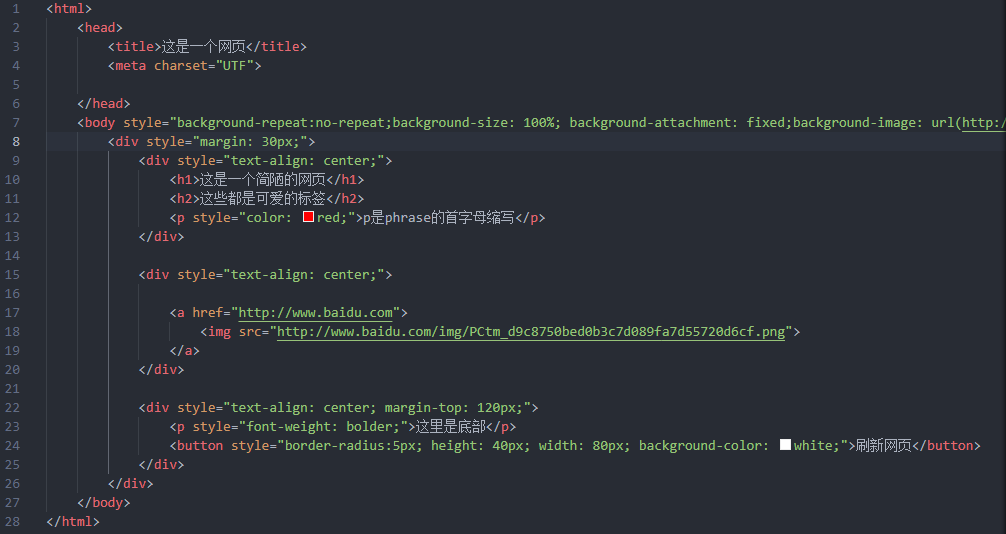 1 <html>
2 <head>
3 <title>这是一个网页</title>
4 <meta charset="UTF">
5
6 </head>
7 <body style="background-repeat:no-repeat;background-size: 100%; background-attachment: fixed;background-image: url(http:/
8 <div style="margin: 30px;">
9 <div style="text-align: center;">
10 <h1>这是一个简陋的网页</h1>
11 <h2>这些都是可爱的标签</h2>
12 <p style="color: red;">p是phrase的首字母缩写</p>
13 </div>
14
15 <div style="text-align: center;">
16
17 <a href="http://www.baidu.com">
18 <img src="http://www.baidu.com/img/PCtm_d9c8750bed0b3c7d089fa7d55720d6cf.png">
19 </a>
20 </div>
21
22 <div style="text-align: center; margin-top: 120px;">
23 <p style="font-weight: bolder;">这里是底部</p>
24 <button style="border-radius:5px; height: 40px; width: 80px; background-color: white;">刷新网页</button>
25 </div>
26 </div>
27 </body>
28 </html>